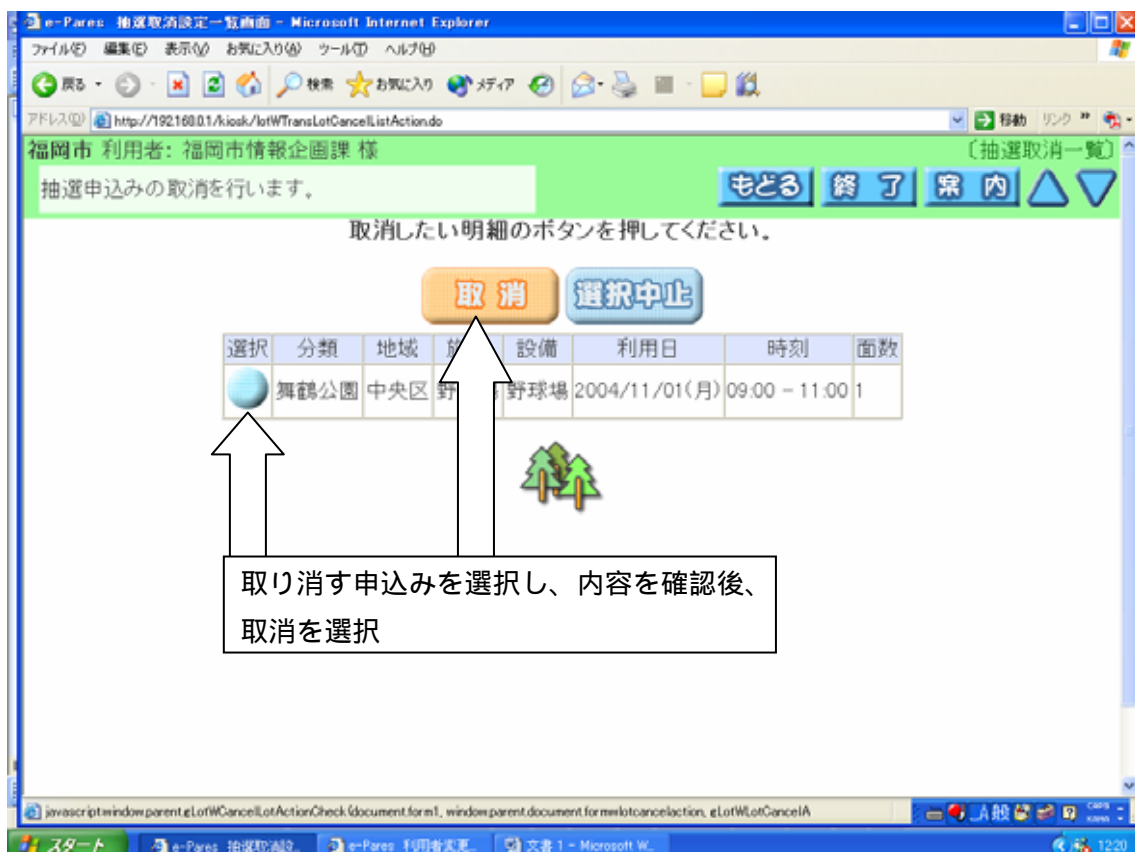 e-Pares 抽選取消設定一覧画面 - Microsoft Internet Explorer
ファイル(F) 編集(E) 表示(V) お気に入り(A) ツール(T) ヘルプ(H)
戻る 検索 お気に入り メディア
アドレス(D) http://192.168.0.1/kiosk/lotWTransLotCancelListAction.do 移動 リンク »
福岡市 利用者: 福岡市情報企画課 様 〔抽選取消一覧〕
抽選申込みの取消を行います。 もどる 終了 案内
取消したい明細のボタンを押してください。
取消 選択中止
選択 分類 地域 設備 利用日 時刻 面数
舞鶴公園 中央区 野球場 2004/11/01(月) 09:00 - 11:00 1
取り消す申込みを選択し、内容を確認後、
取消を選択
javascript:window.parent.gLotWCancelLotActionCheck(document.form1, window.parent.document.formwlotcancelaction, gLotWLotCancelA
A 般 CAPS KANA
スタート e-Pares 抽選取消設.. e-Pares 利用者変更.. 文書 1 - Microsoft W.. 12:20